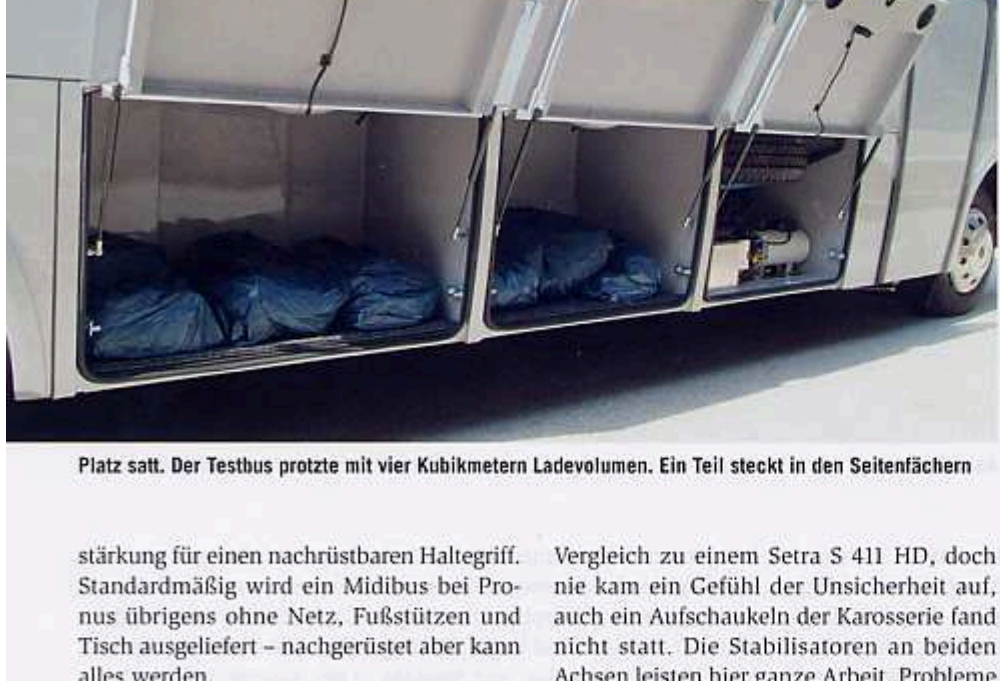 Platz satt. Der Testbus protzte mit vier Kubikmetern Ladevolumen. Ein Teil steckt in den Seitenfächern
stärkung für einen nachrüstbaren Haltegriff.
Standardmäßig wird ein Midibus bei Pro-
nus übrigens ohne Netz, Fußstützen und
Tisch ausgeliefert – nachgerüstet aber kann
alles werden.
Vergleich zu einem Setra S 411 HD, doch
nie kam ein Gefühl der Unsicherheit auf,
auch ein Aufschaukeln der Karosserie fand
nicht statt. Die Stabilisatoren an beiden
Achsen leisten hier ganze Arbeit. Probleme